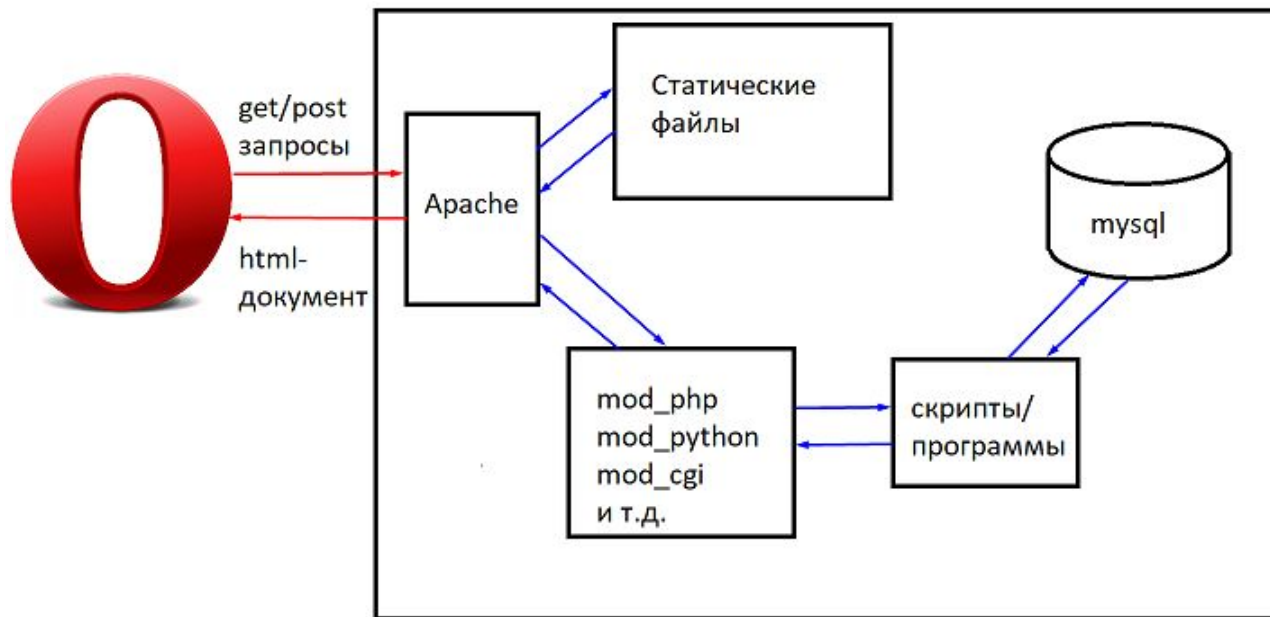 get/post
запросы
html-
документ
Apache
Статические
файлы
mysql
mod_php
mod_python
mod_cgi
и т.д.
скрипты/
программы